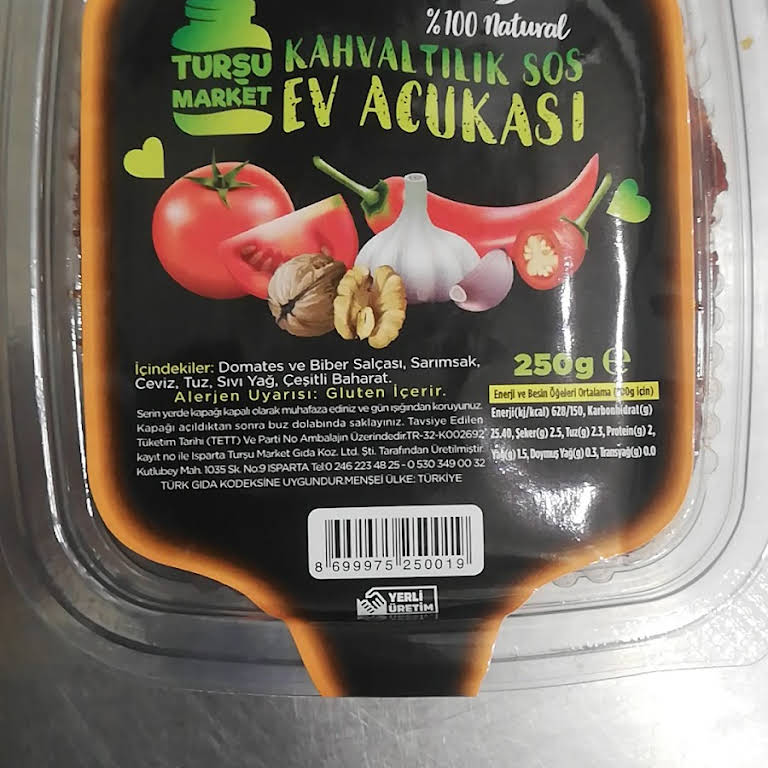 %100 Natural
TURŞU
MARKET
KAHVALTILIK SOS
EV ACUKASI
İçindekiler: Domates ve Biber Salçası, Sarımsak,
Ceviz, Tuz, Sıvı Yağ, Çeşitli Baharat.
Alerjen Uyarısı: Gluten İçerir.
Serin yerde kapağı kapalı olarak muhafaza ediniz ve gün ışığından koruyunuz.
Kapağı açıldıktan sonra buz dolabında saklayınız. Tavsiye Edilen
Tüketim Tarihi (TETT) Ve Parti No Ambalajın Üzerindedir.TR-32-K002692
kayıt no ile Isparta Turşu Market Gıda Koz. Ltd. Şti. Tarafından Üretilmiştir.
Kutlubey Mah. 1035 Sk. No:9 ISPARTA Tel:0 246 223 48 25 - 0 530 349 00 32
TÜRK GIDA KODEKSİNE UYGUNDUR.MENŞEİ ÜLKE: TÜRKİYE
250g e
Enerji ve Besin Öğeleri Ortalama (100g için)
Enerji(kj/kcal) 628/150, Karbonhidrat(g)
25.40, Şeker(g) 2.5, Tuz(g) 2.3, Protein(g) 2,
Yağ(g) 1.5, Doymuş Yağ(g) 0.3, Transyağ(g) 0.0
8 699975 250019
YERLİ
ÜRETİM